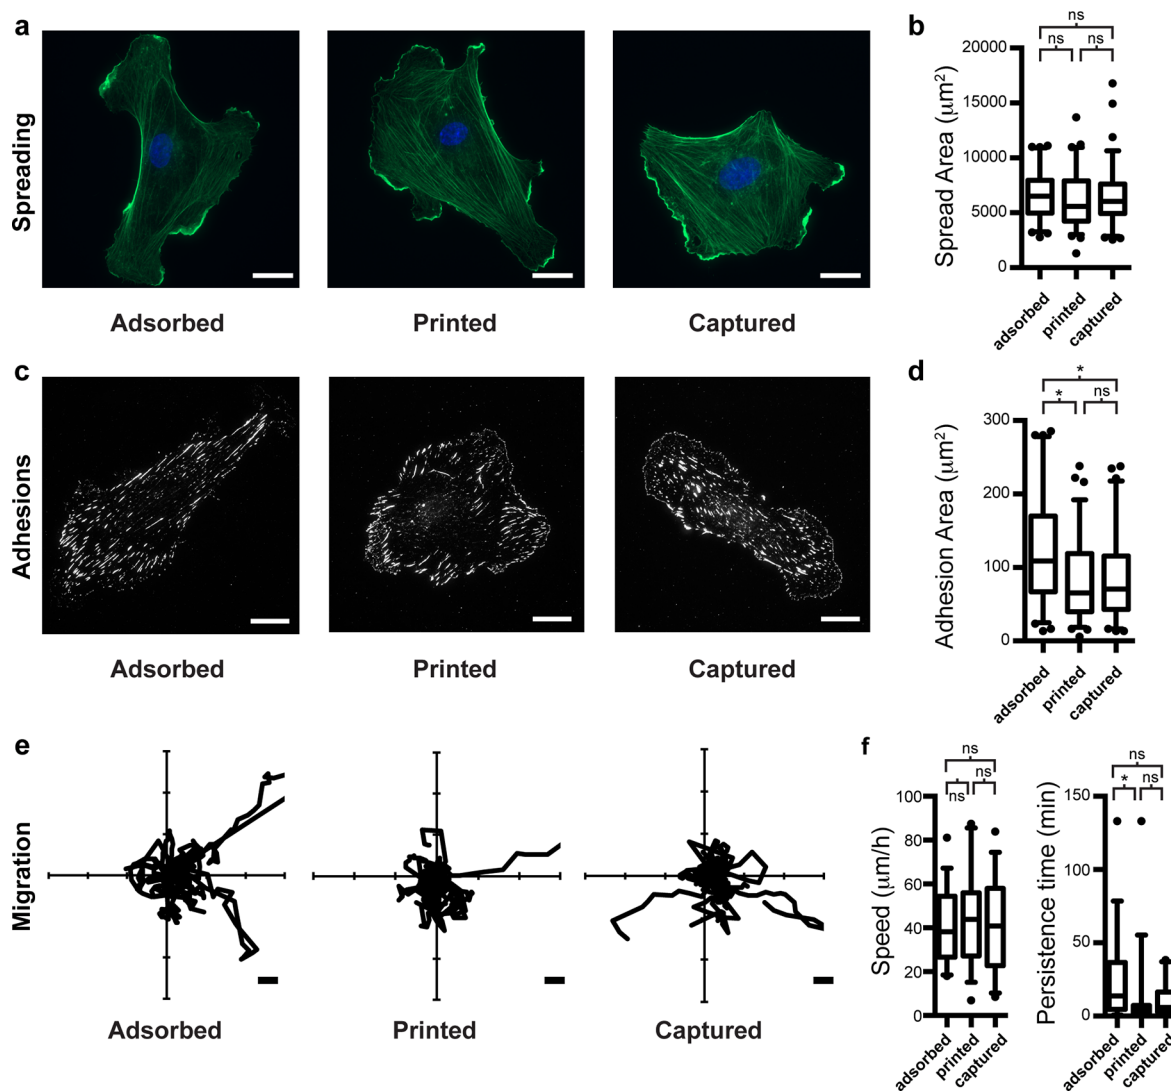 a
Spreading
Adsorbed
Printed
Captured
b
ns
ns
ns
Spread Area (μm²)
20000
15000
10000
5000
0
adsorbed
printed
captured
c
Adhesions
Adsorbed
Printed
Captured
d
*
*
ns
Adhesion Area (μm²)
300
200
100
0
adsorbed
printed
captured
e
Migration
Adsorbed
Printed
Captured
f
ns
ns
ns
Speed (μm/h)
100
80
60
40
20
0
adsorbed
printed
captured
ns
*
ns
Persistence time (min)
150
100
50
0
adsorbed
printed
captured